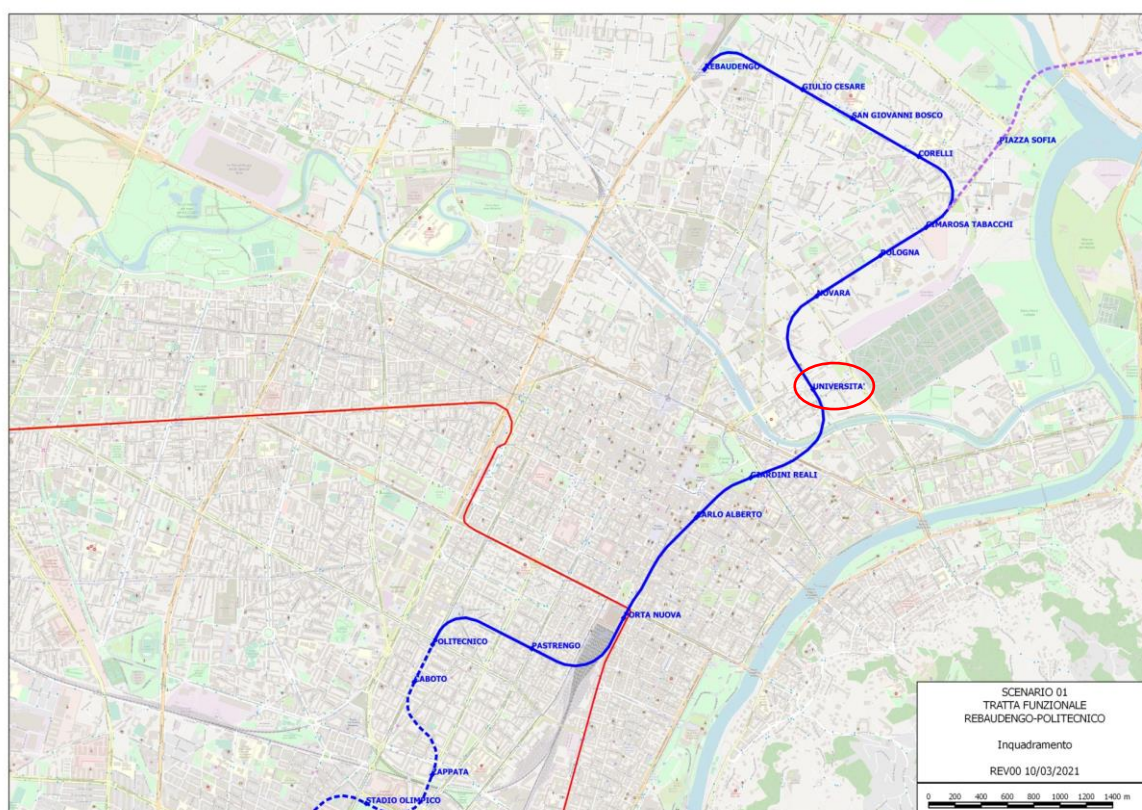 REBAUDENGO
GIULIO CESARE
SAN GIOVANNI BOSCO
PIAZZA SOFIA
CORELLI
CIMAROSA TABACCHI
BOLOGNA
NOVARA
UNIVERSITA'
GIARDINI REALI
CARLO ALBERTO
PORTA NUOVA
POLITECNICO
PASTRENGO
CABOTO
ZAPPATA
STADIO OLIMPICO
SCENARIO 01
TRATTA FUNZIONALE
REBAUDENGO-POLITECNICO
Inquadramento
REV00 10/03/2021
0 200 400 600 800 1000 1200 1400 m